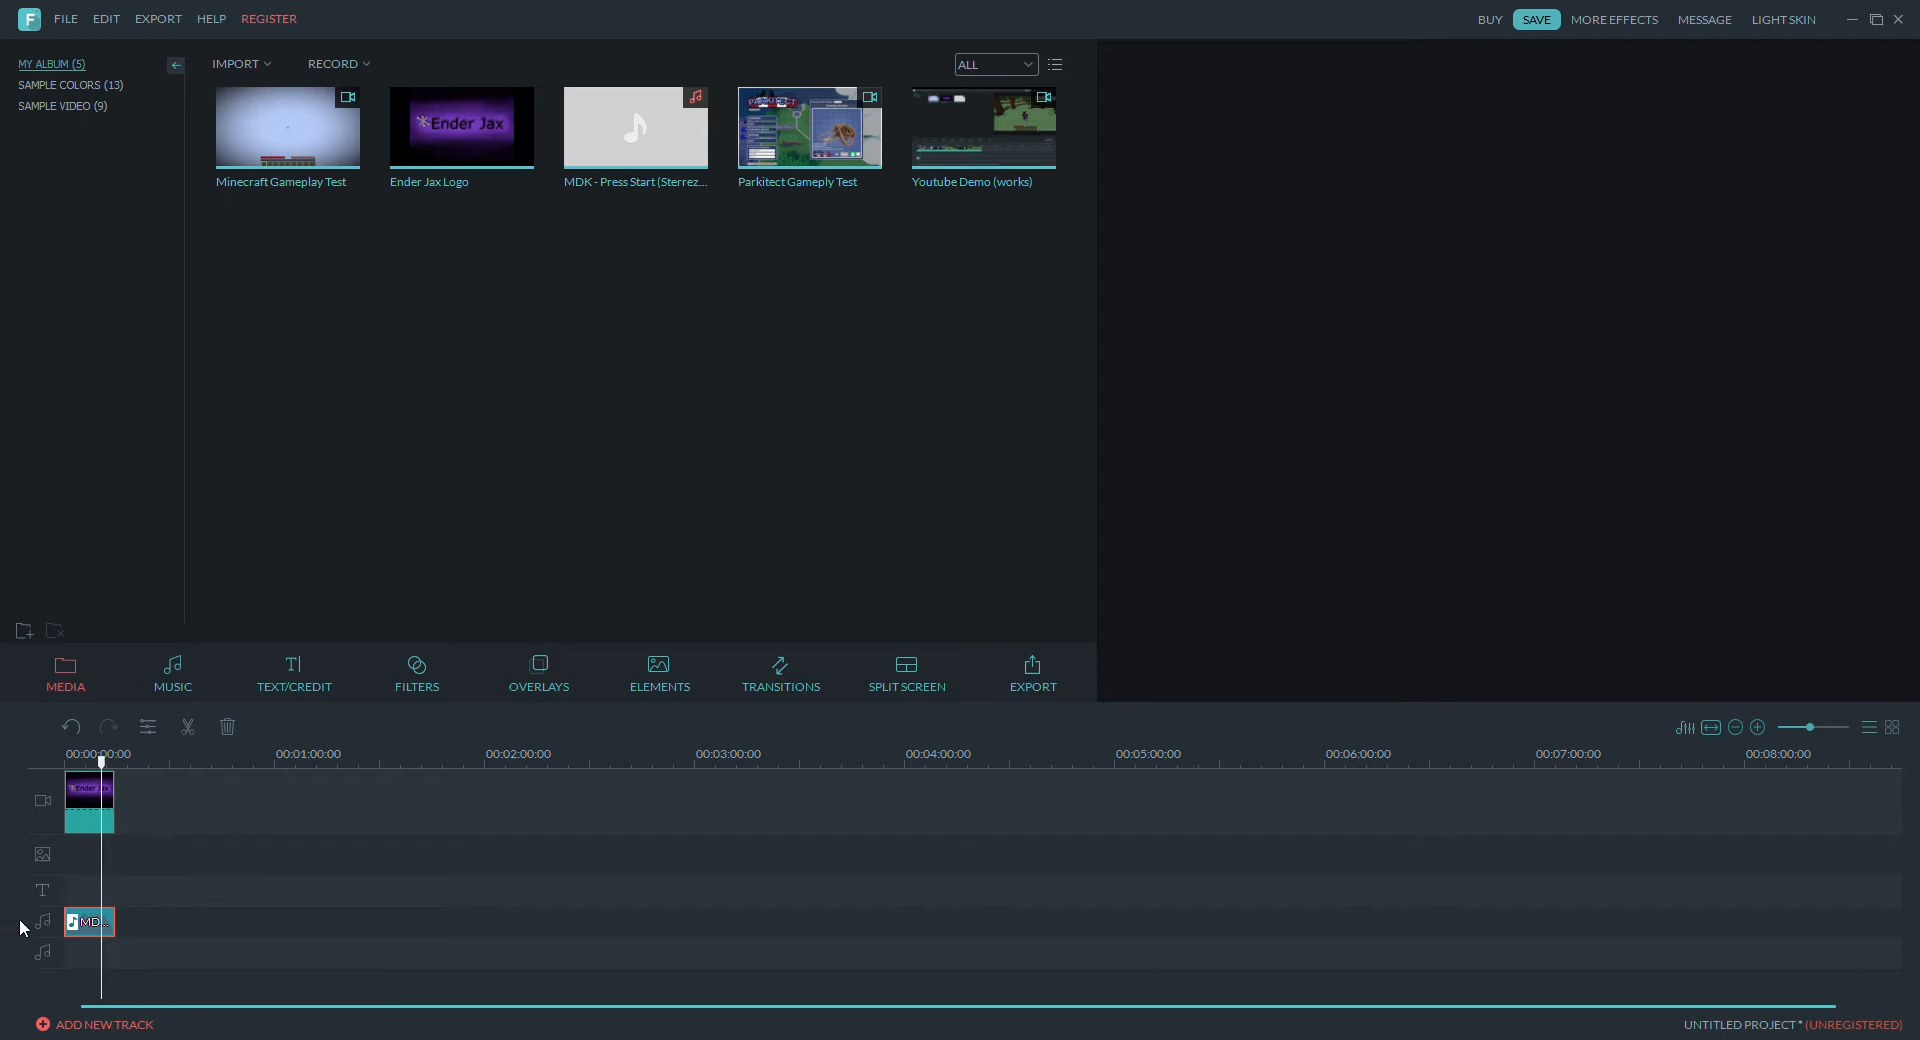 F FILE EDIT EXPORT HELP REGISTER BUY SAVE MORE EFFECTS MESSAGE LIGHT SKIN
MY ALBUM (5)
SAMPLE COLORS (13)
SAMPLE VIDEO (9)
IMPORT RECORD ALL
*Ender Jax
PARKITECT
Minecraft Gameplay Test
Ender Jax Logo
MDK - Press Start (Sterrez...
Parkitect Gameply Test
Youtube Demo (works)
MEDIA MUSIC TEXT/CREDIT FILTERS OVERLAYS ELEMENTS TRANSITIONS SPLIT SCREEN EXPORT
00:00:00:00 00:01:00:00 00:02:00:00 00:03:00:00 00:04:00:00 00:05:00:00 00:06:00:00 00:07:00:00 00:08:00:00
MD...
ADD NEW TRACK
UNTITLED PROJECT * (UNREGISTERED)